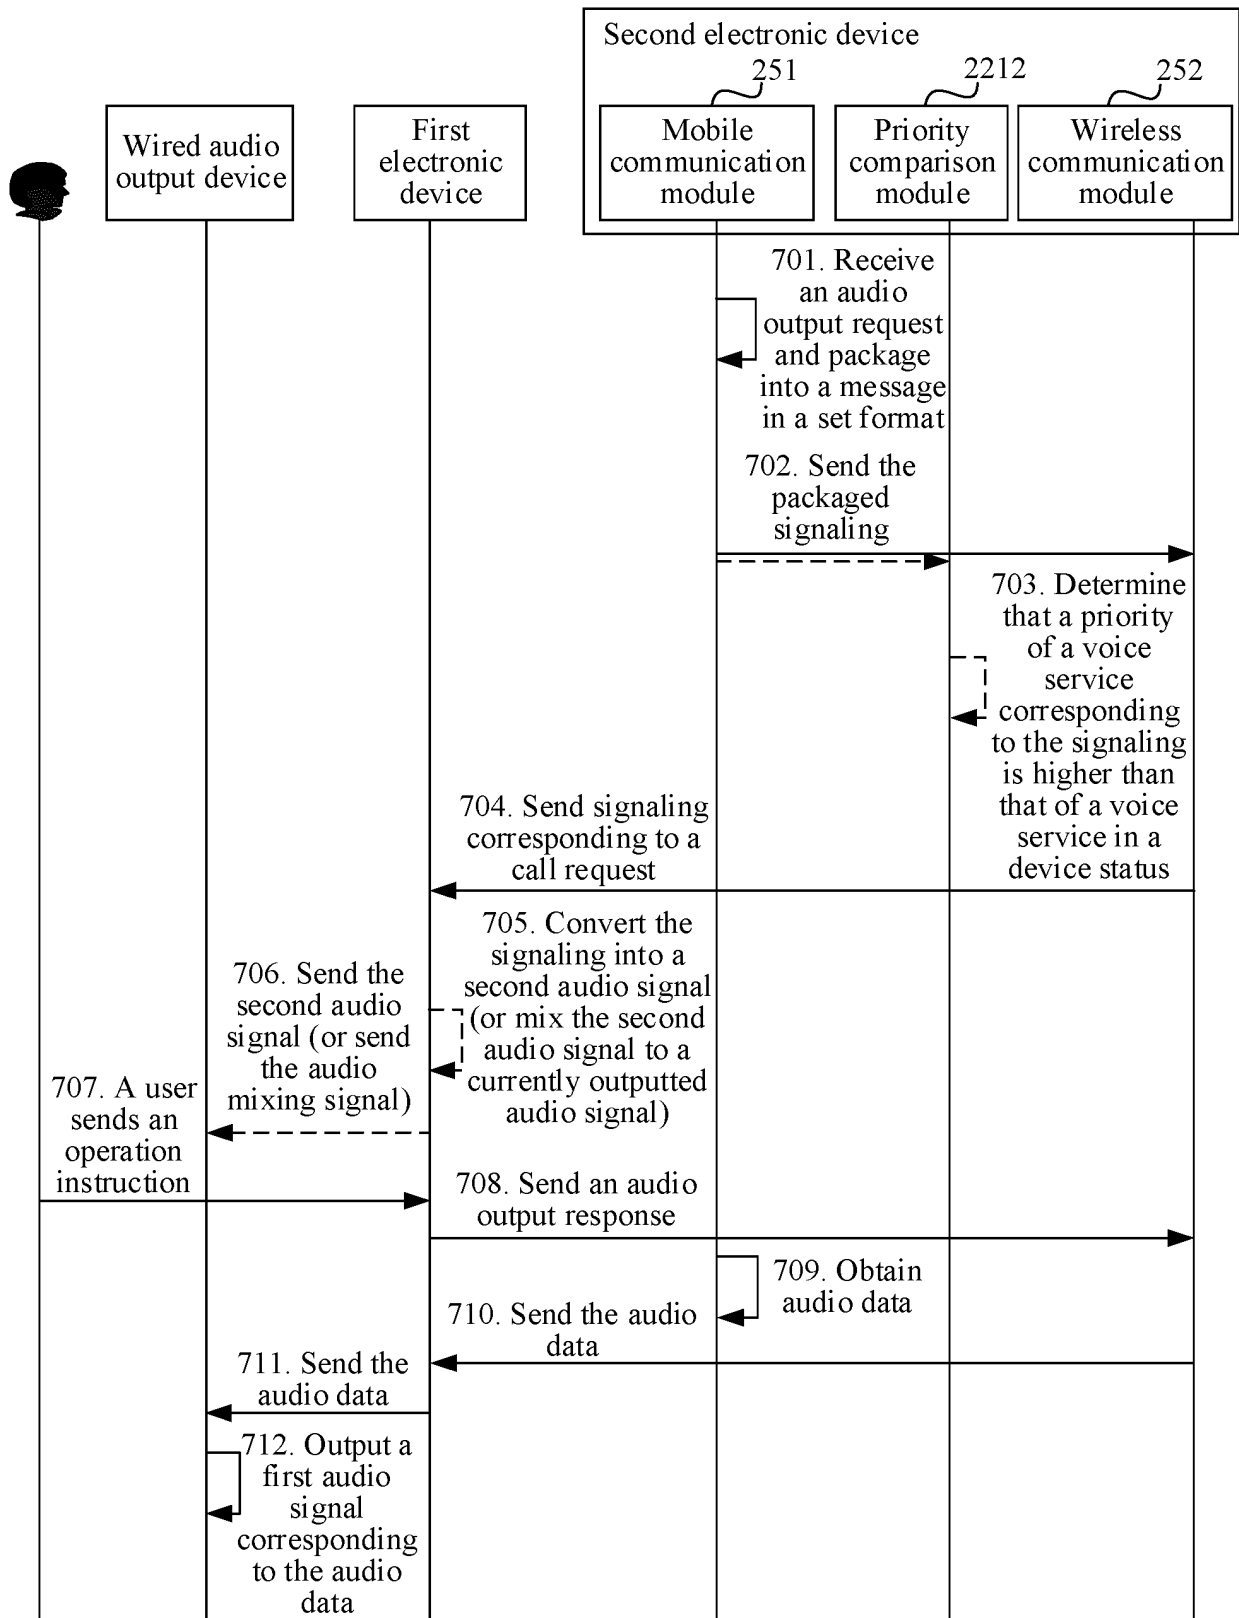 Second electronic device
251
2212
252
Wired audio
output device
First
electronic
device
Mobile
communication
module
Priority
comparison
module
Wireless
communication
module
701. Receive
an audio
output request
and package
into a message
in a set format
702. Send the
packaged
signaling
703. Determine
that a priority
of a voice
service
corresponding
to the signaling
is higher than
that of a voice
service in a
device status
704. Send signaling
corresponding to a
call request
705. Convert the
signaling into a
second audio signal
(or mix the second
audio signal to a
currently outputted
audio signal)
706. Send the
second audio
signal (or send
the audio
mixing signal)
707. A user
sends an
operation
instruction
708. Send an audio
output response
709. Obtain
audio data
710. Send the audio
data
711. Send the
audio data
712. Output a
first audio
signal
corresponding
to the audio
data